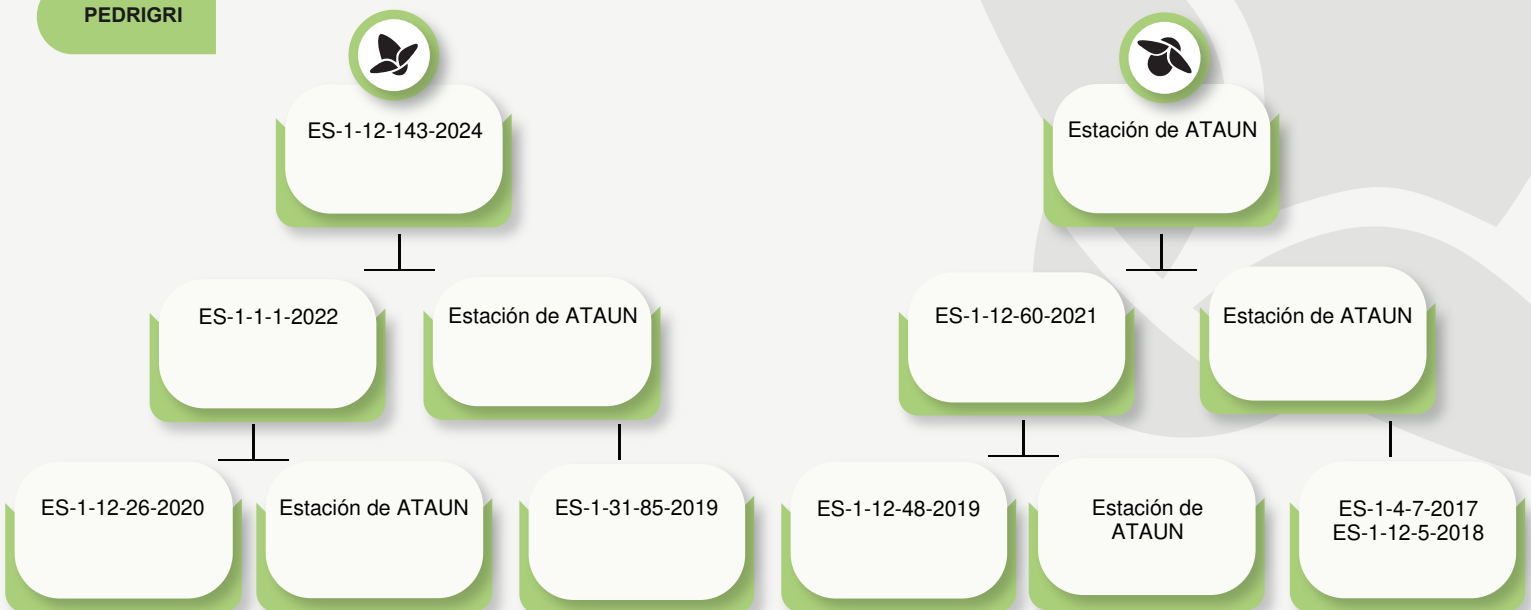 PEDRIGRI
ES-1-12-143-2024
Estación de ATAUN
ES-1-1-1-2022
Estación de ATAUN
ES-1-12-60-2021
Estación de ATAUN
ES-1-12-26-2020
Estación de ATAUN
ES-1-31-85-2019
ES-1-12-48-2019
Estación de
ATAUN
ES-1-4-7-2017
ES-1-12-5-2018